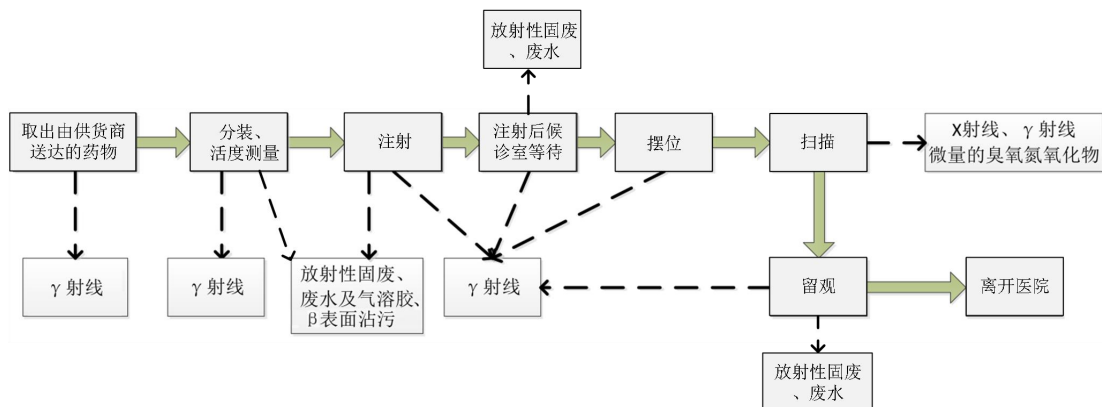 放射性固废
、废水
取出由供货商
送达的药物
分装、
活度测量
注射
注射后候
诊室等待
摆位
扫描
X射线、γ射线
微量的臭氧氮氧化物
γ 射线
γ 射线
放射性固废、
废水及气溶胶、
β表面沾污
γ 射线
留观
离开医院
放射性固废
、废水